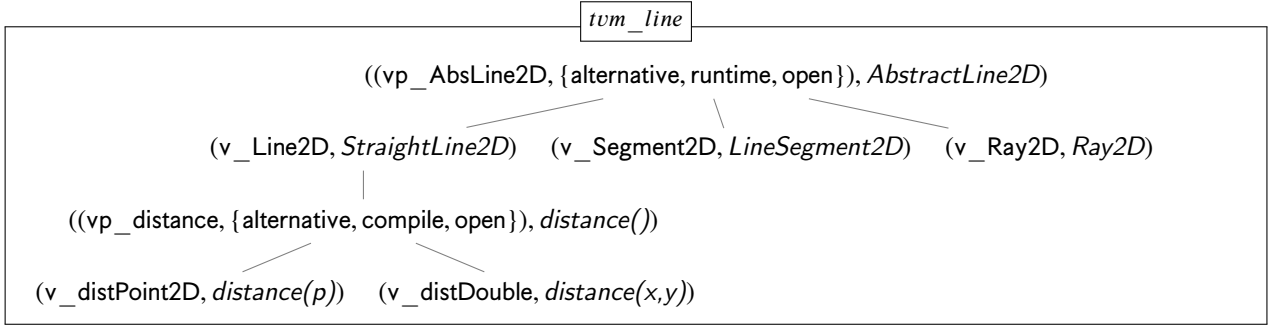 tvm_line
((vp_AbsLine2D, {alternative, runtime, open}), AbstractLine2D)
(v_Line2D, StraightLine2D) (v_Segment2D, LineSegment2D) (v_Ray2D, Ray2D)
((vp_distance, {alternative, compile, open}), distance())
(v_distPoint2D, distance(p)) (v_distDouble, distance(x,y))